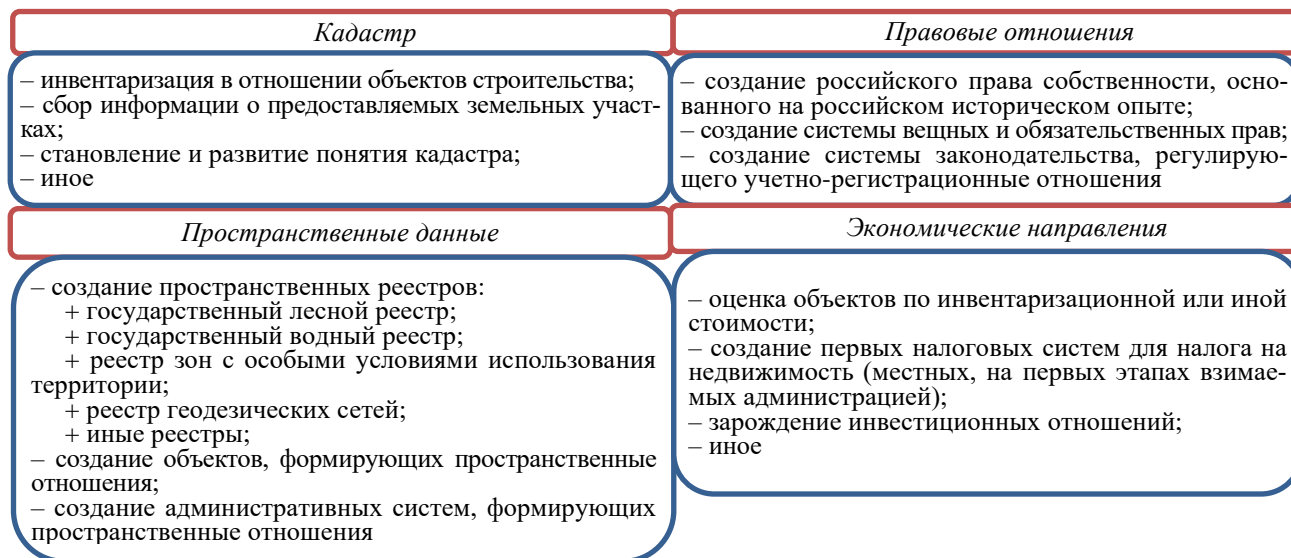 Кадастр
– инвентаризация в отношении объектов строительства;
– сбор информации о предоставляемых земельных участ-
ках;
– становление и развитие понятия кадастра;
– иное
Правовые отношения
– создание российского права собственности, осно-
ванного на российском историческом опыте;
– создание системы вещных и обязательственных прав;
– создание системы законодательства, регулирую-
щего учетно-регистрационные отношения
Пространственные данные
– создание пространственных реестров:
+ государственный лесной реестр;
+ государственный водный реестр;
+ реестр зон с особыми условиями использования
территории;
+ реестр геодезических сетей;
+ иные реестры;
– создание объектов, формирующих пространственные
отношения;
– создание административных систем, формирующих
пространственные отношения
Экономические направления
– оценка объектов по инвентаризационной или иной
стоимости;
– создание первых налоговых систем для налога на
недвижимость (местных, на первых этапах взимае-
мых администрацией);
– зарождение инвестиционных отношений;
– иное